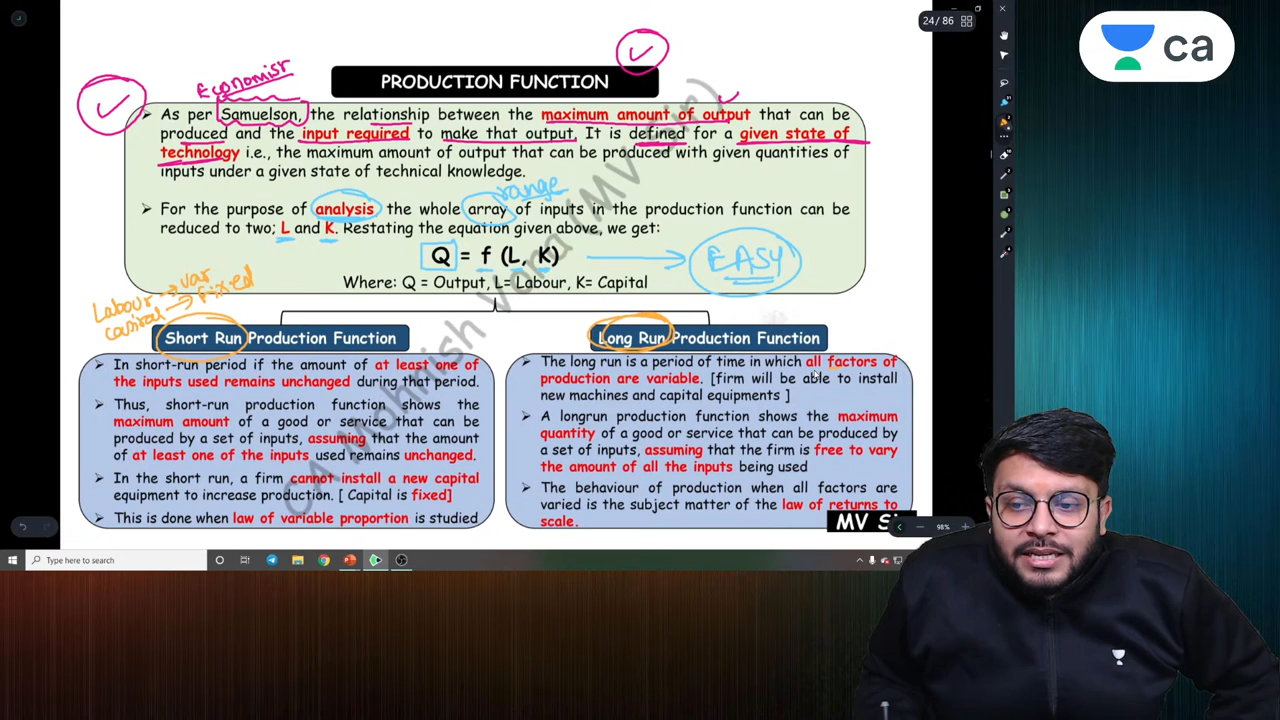 24/86
ca
Economist
PRODUCTION FUNCTION
➢ As per Samuelson, the relationship between the maximum amount of output that can be
produced and the input required to make that output. It is defined for a given state of
technology i.e., the maximum amount of output that can be produced with given quantities of
inputs under a given state of technical knowledge.
range
➢ For the purpose of analysis the whole array of inputs in the production function can be
reduced to two; L and K. Restating the equation given above, we get:
Q = f (L, K)
EASY
Where: Q = Output, L= Labour, K= Capital
Labour → var
Capital → Fixed
Short Run Production Function
➢ In short-run period if the amount of at least one of
the inputs used remains unchanged during that period.
➢ Thus, short-run production function shows the
maximum amount of a good or service that can be
produced by a set of inputs, assuming that the amount
of at least one of the inputs used remains unchanged.
➢ In the short run, a firm cannot install a new capital
equipment to increase production. [ Capital is fixed]
➢ This is done when law of variable proportion is studied
Long Run Production Function
➢ The long run is a period of time in which all factors of
production are variable. [firm will be able to install
new machines and capital equipments ]
➢ A longrun production function shows the maximum
quantity of a good or service that can be produced by
a set of inputs, assuming that the firm is free to vary
the amount of all the inputs being used
➢ The behaviour of production when all factors are
varied is the subject matter of the law of returns to
scale.
MV
98%
CA Mohnish Vora (MV Sir)
Type here to search